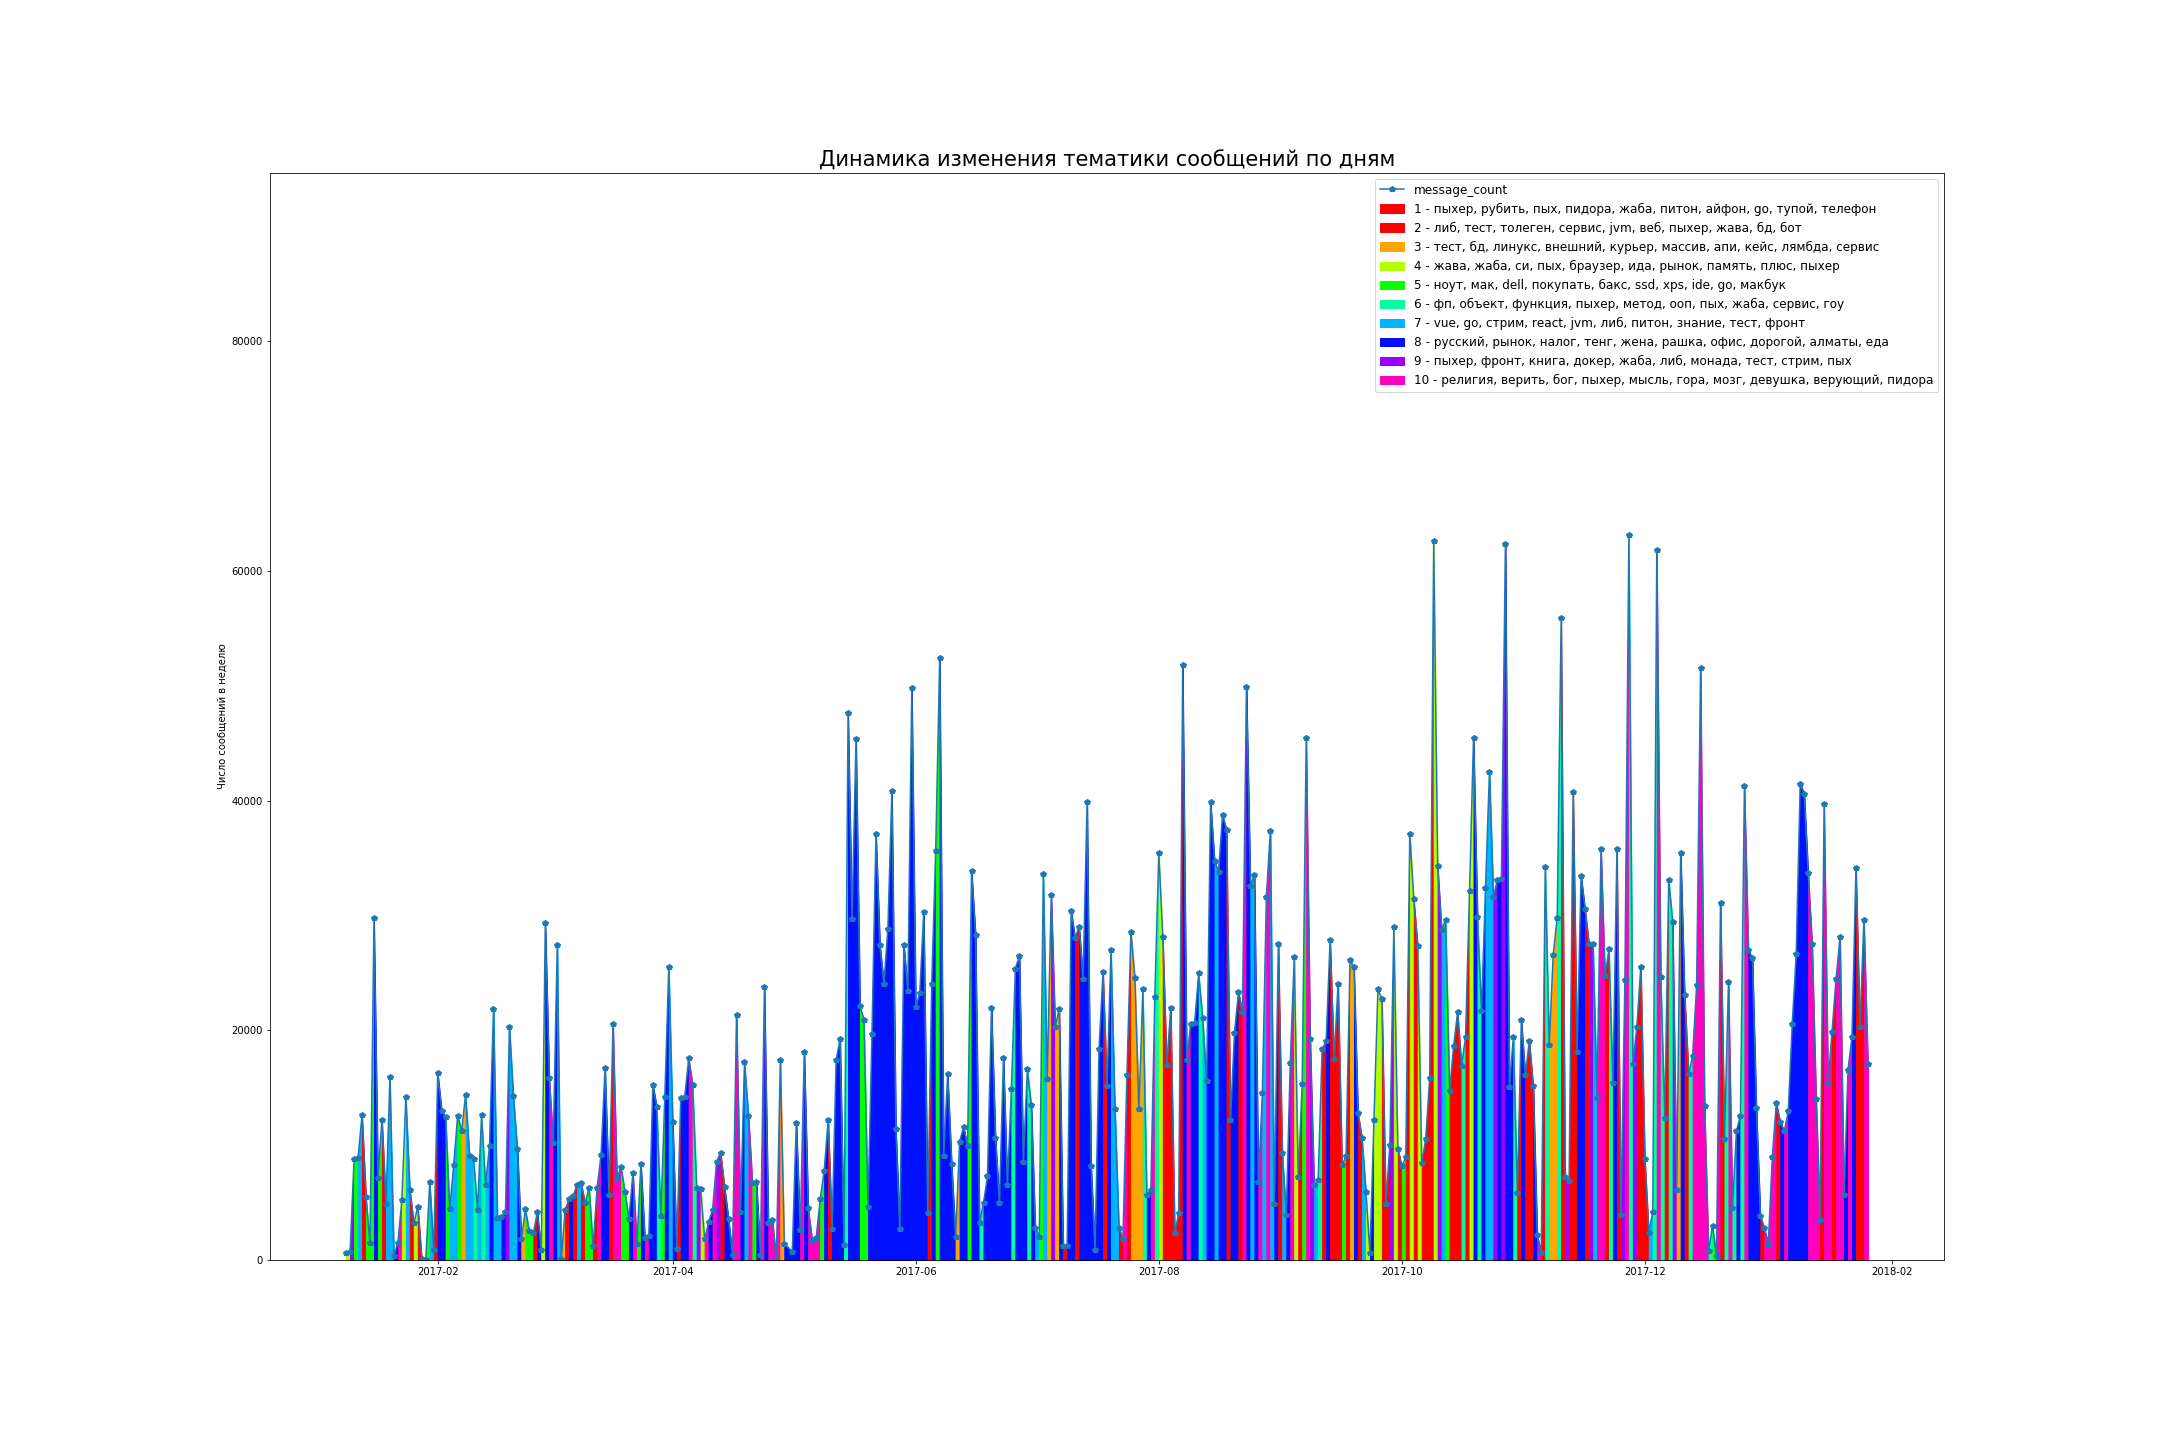 Динамика изменения тематики сообщений по дням
message_count
1 - пыхер, рубить, пых, пидора, жаба, питон, айфон, go, тупой, телефон
2 - либ, тест, толеген, сервис, jvm, веб, пыхер, жава, бд, бот
3 - тест, бд, линукс, внешний, курьер, массив, апи, кейс, лямбда, сервис
4 - жава, жаба, си, пых, браузер, ида, рынок, память, плюс, пыхер
5 - ноут, мак, dell, покупать, бакс, ssd, xps, ide, go, макбук
6 - фп, объект, функция, пыхер, метод, ооп, пых, жаба, сервис, гоу
7 - vue, go, стрим, react, jvm, либ, питон, знание, тест, фронт
8 - русский, рынок, налог, тенг, жена, рашка, офис, дорогой, алматы, еда
9 - пыхер, фронт, книга, докер, жаба, либ, монада, тест, стрим, пых
10 - религия, верить, бог, пыхер, мысль, гора, мозг, девушка, верующий, пидора
Число сообщений в неделю
80000
60000
40000
20000
0
2017-02
2017-04
2017-06
2017-08
2017-10
2017-12
2018-02